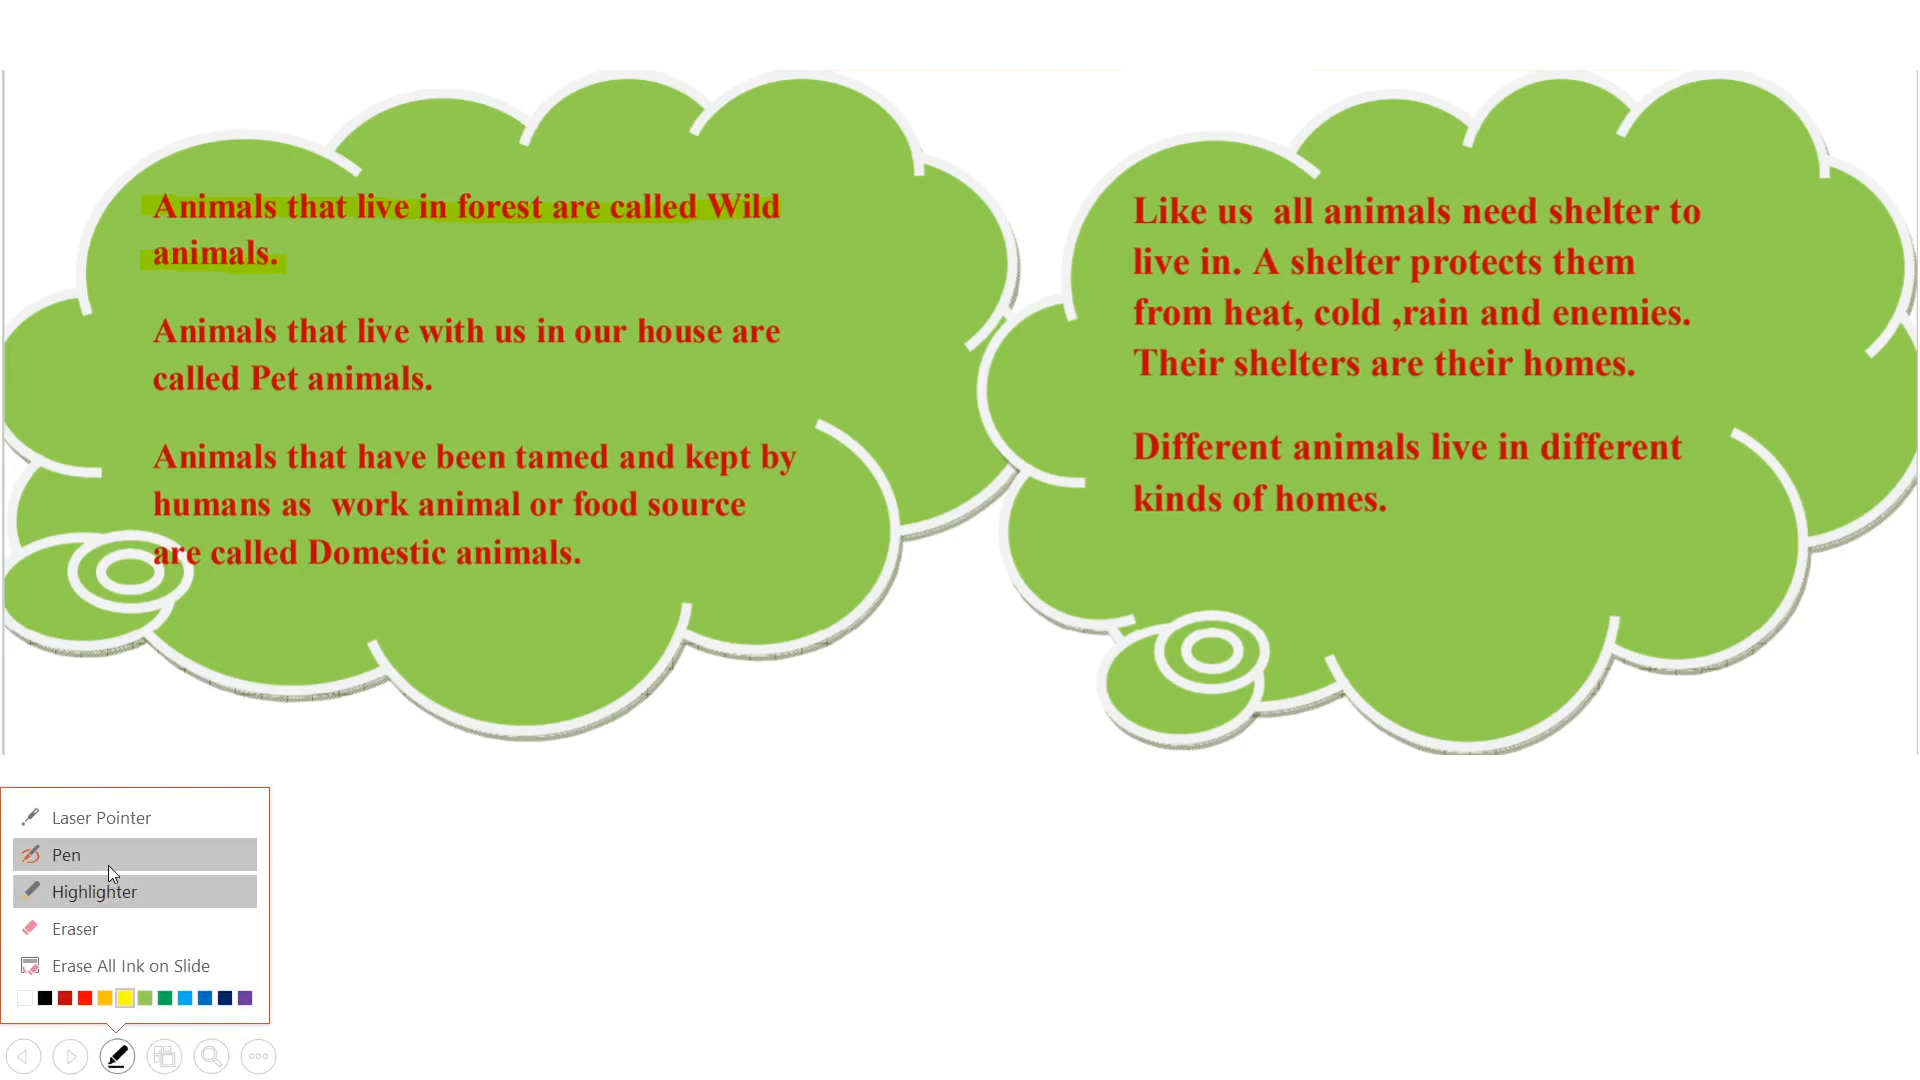 Animals that live in forest are called Wild
animals.
Animals that live with us in our house are
called Pet animals.
Animals that have been tamed and kept by
humans as  work animal or food source
are called Domestic animals.
Like us  all animals need shelter to
live in. A shelter protects them
from heat, cold ,rain and enemies.
Their shelters are their homes.
Different animals live in different
kinds of homes.
Laser Pointer
Pen
Highlighter
Eraser
Erase All Ink on Slide